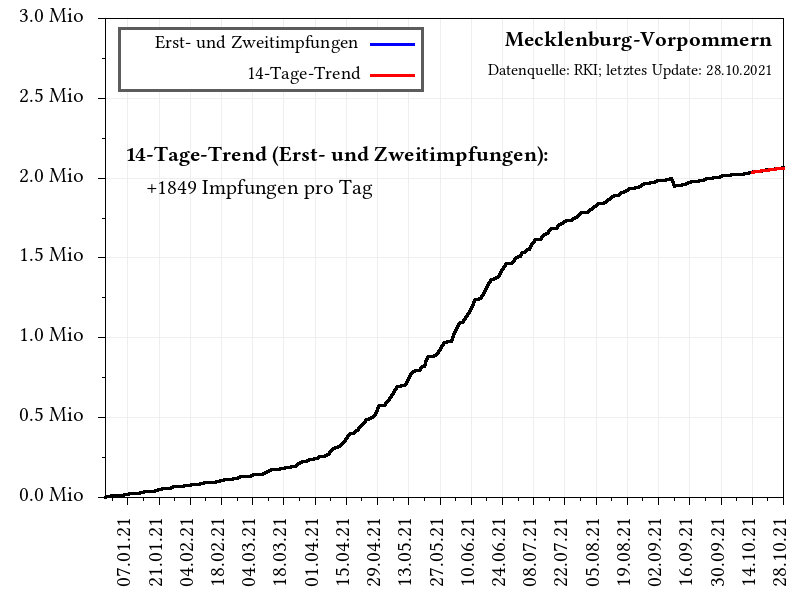 3.0 Mio
2.5 Mio
2.0 Mio
1.5 Mio
1.0 Mio
0.5 Mio
0.0 Mio
Erst- und Zweitimpfungen
14-Tage-Trend
Mecklenburg-Vorpommern
Datenquelle: RKI; letztes Update: 28.10.2021
14-Tage-Trend (Erst- und Zweitimpfungen):
+1849 Impfungen pro Tag
07.01.21
21.01.21
04.02.21
18.02.21
04.03.21
18.03.21
01.04.21
15.04.21
29.04.21
13.05.21
27.05.21
10.06.21
24.06.21
08.07.21
22.07.21
05.08.21
19.08.21
02.09.21
16.09.21
30.09.21
14.10.21
28.10.21